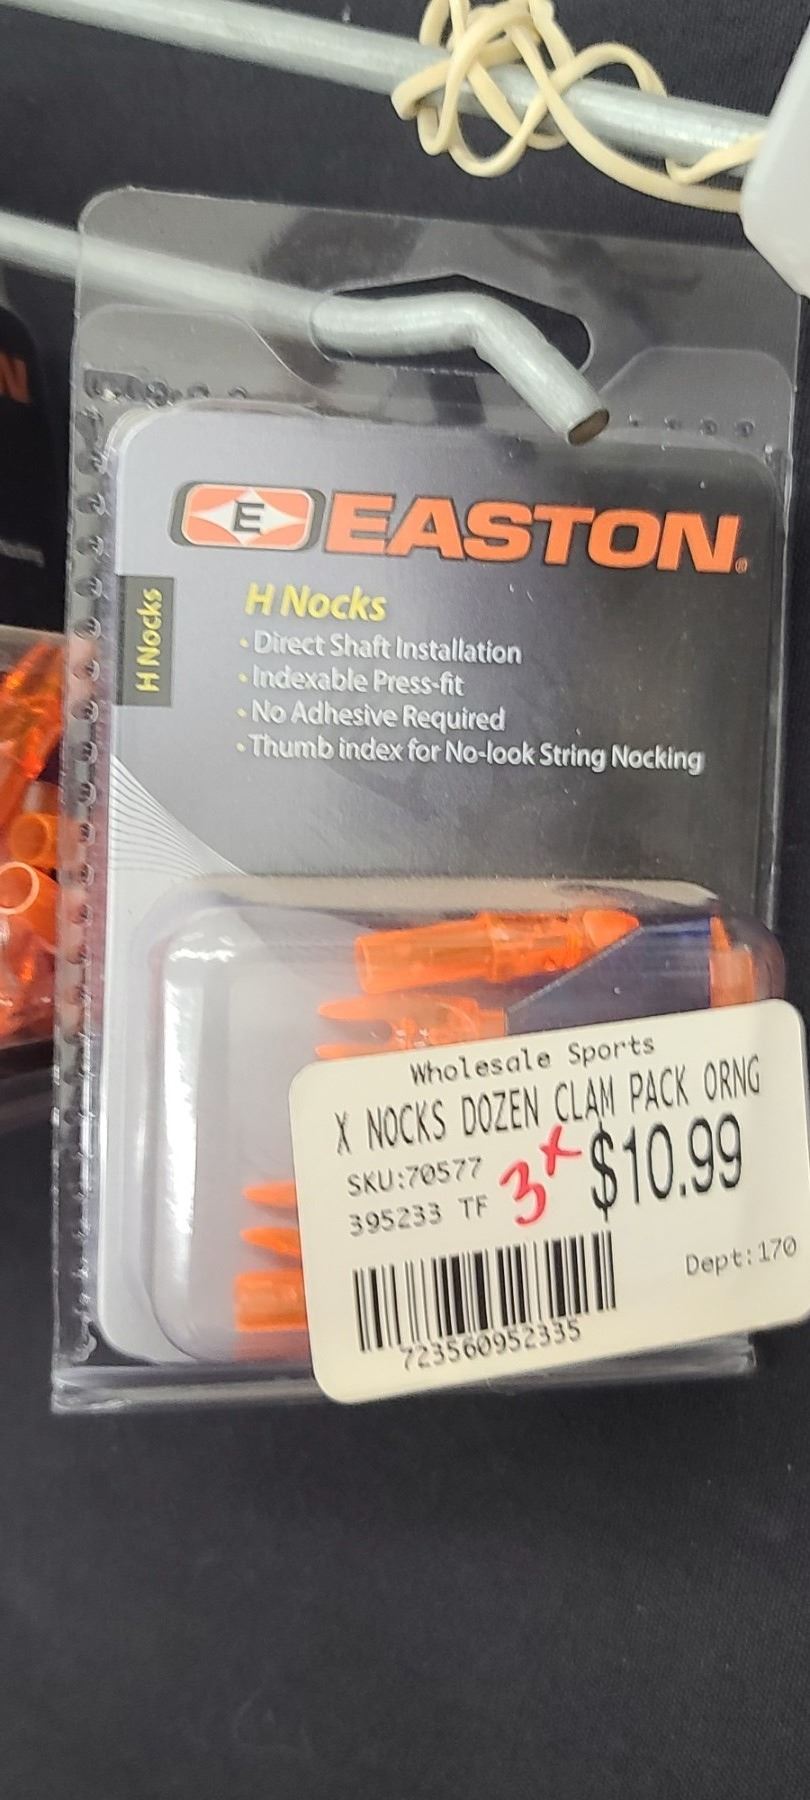 E EASTON®
H Nocks
H Nocks
• Direct Shaft Installation
• Indexable Press-fit
• No Adhesive Required
• Thumb index for No-look String Nocking
Wholesale Sports
X NOCKS DOZEN CLAM PACK ORNG
SKU:70577
3x $10.99
395233 TF
Dept:170
723560952335
N